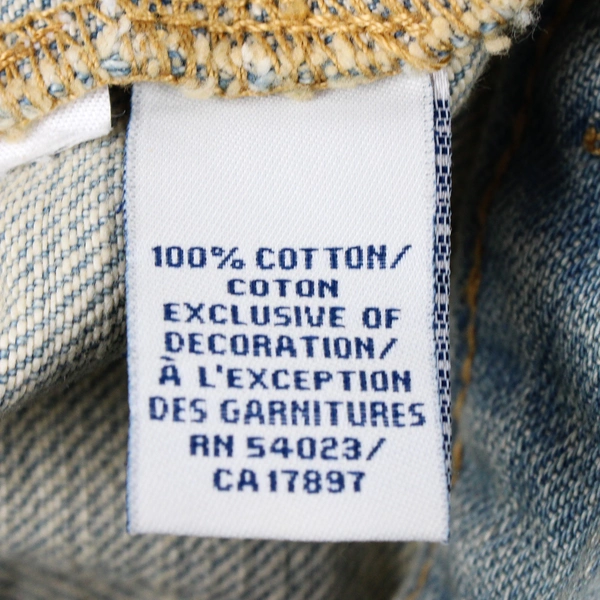 100% COTTON/
COTON
EXCLUSIVE OF
DECORATION/
À L'EXCEPTION
DES GARNITURES
RN 54023/
CA 17897